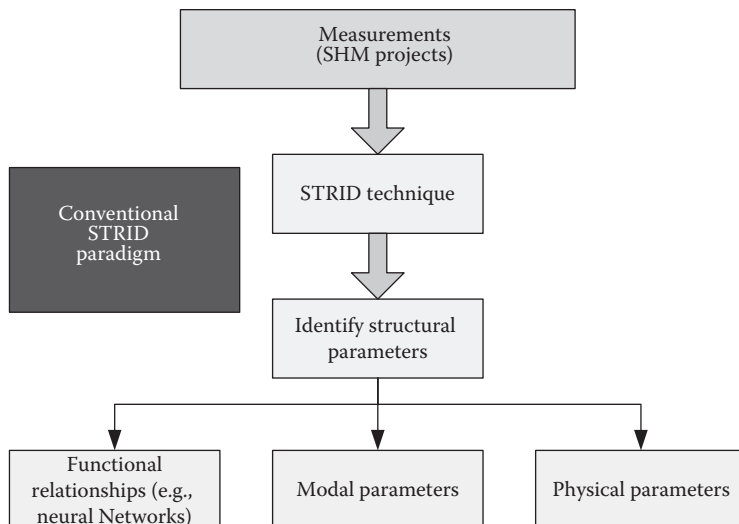 Measurements
(SHM projects)
STRID technique
Conventional
STRID
paradigm
Identify structural
parameters
Functional
relationships (e.g.,
neural Networks)
Modal parameters
Physical parameters